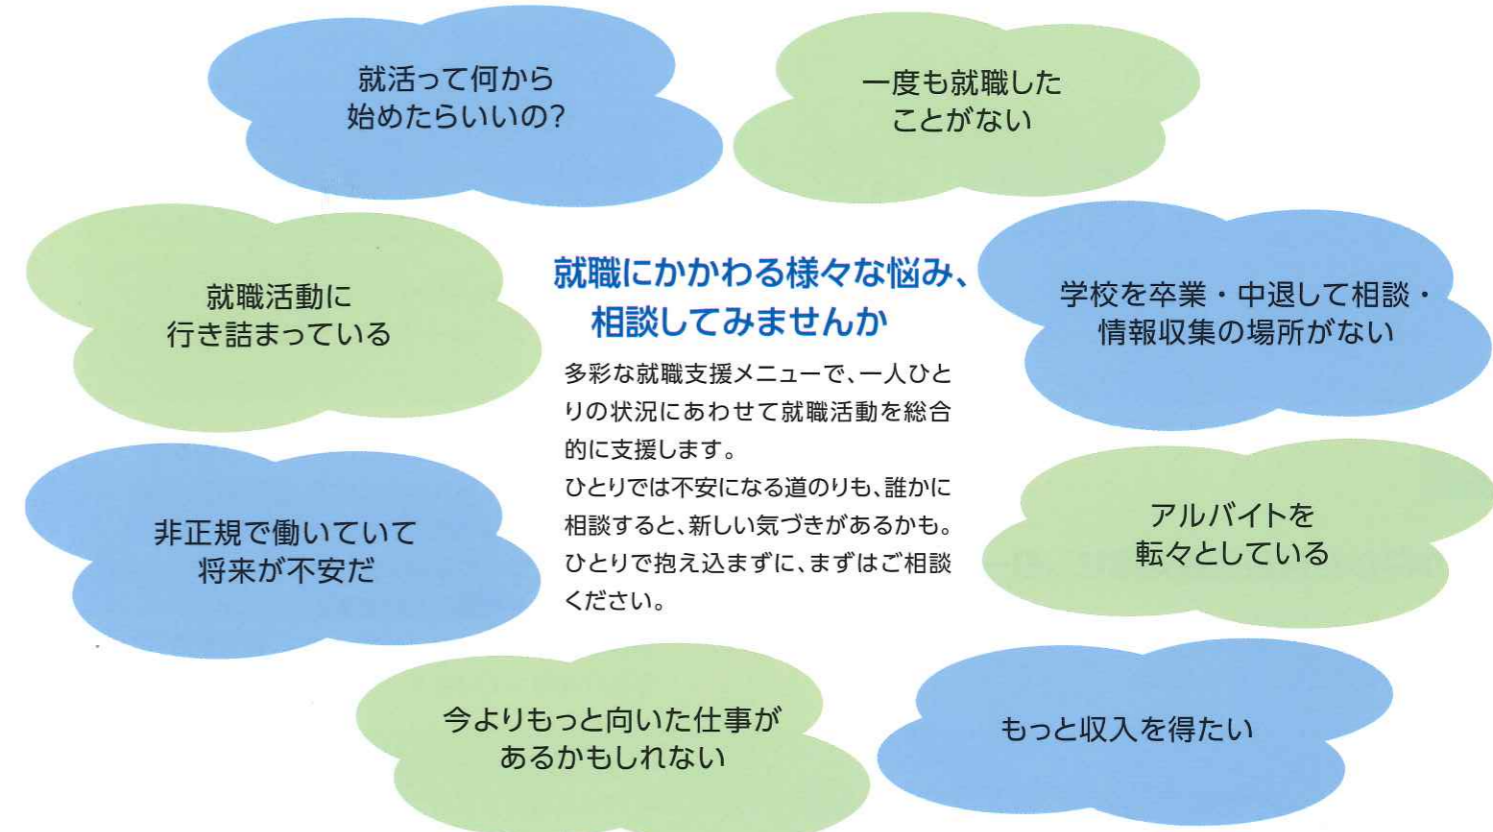 就活って何から
始めたらいいの?
一度も就職した
ことがない
就職活動に
行き詰まっている
就職にかかわる様々な悩み、
相談してみませんか
学校を卒業・中退して相談・
情報収集の場所がない
多彩な就職支援メニューで、一人ひと
りの状況にあわせて就職活動を総合
的に支援します。
ひとりでは不安になる道のりも、誰かに
相談すると、新しい気づきがあるかも。
ひとりで抱え込まずに、まずはご相談
ください。
非正規で働いていて
将来が不安だ
アルバイトを
転々としている
今よりもっと向いた仕事が
あるかもしれない
もっと収入を得たい